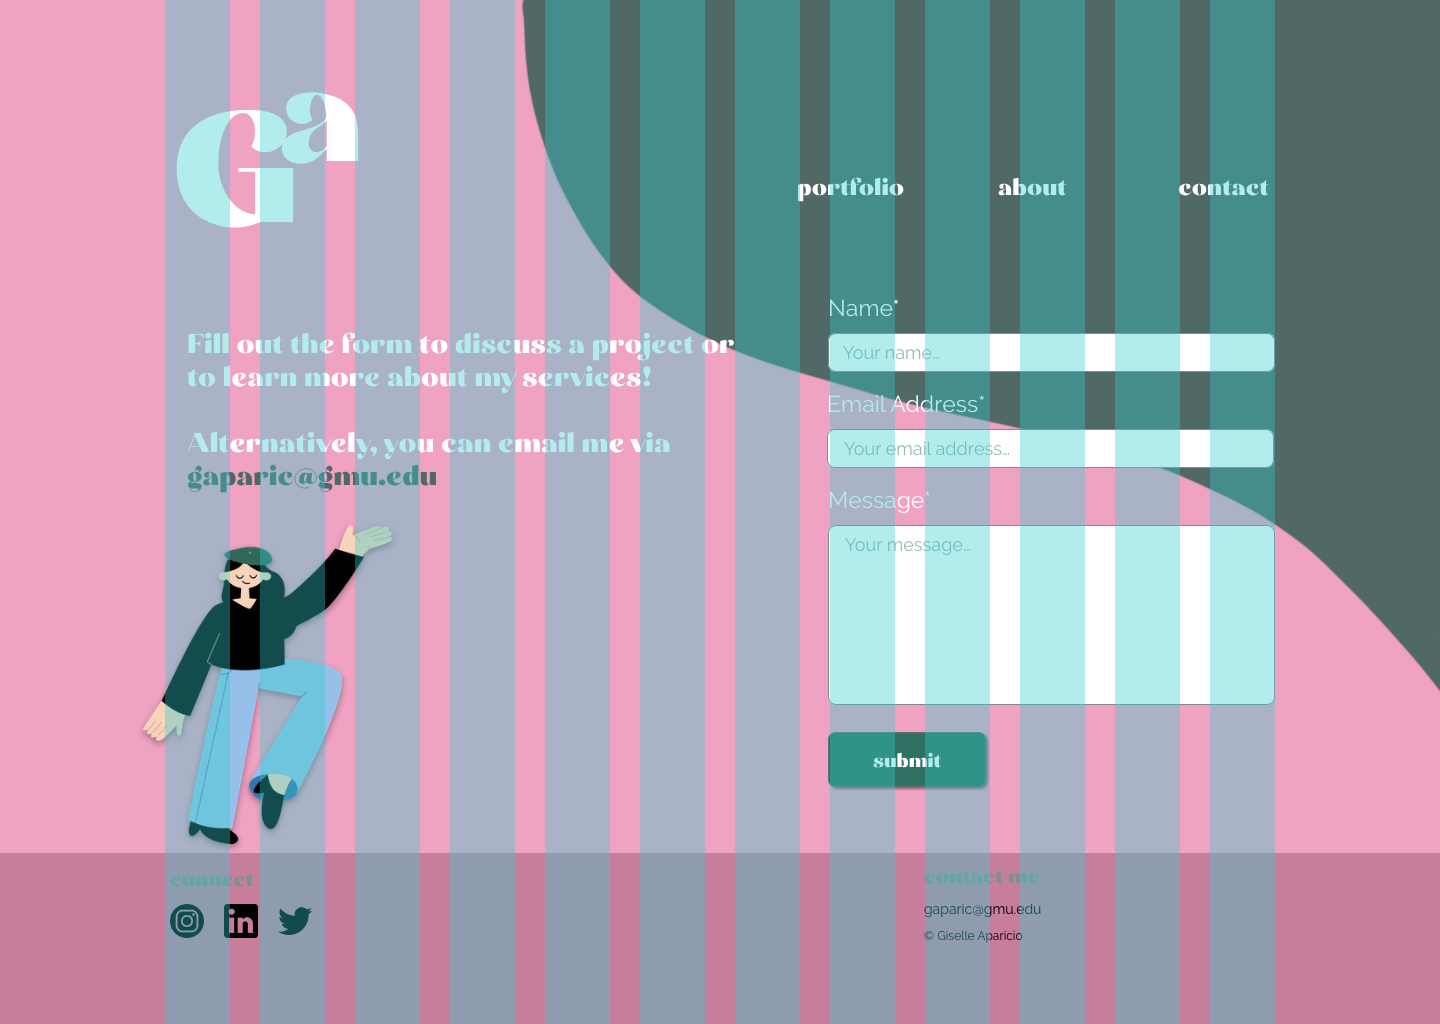 Ga
portfolio about contact
Fill out the form to discuss a project or
to learn more about my services!
Alternatively, you can email me via
gaparic@gmu.edu
Name*
Your name...
Email Address*
Your email address...
Message*
Your message...
submit
connect
in
contact me
gaparic@gmu.edu
© Giselle Aparicio